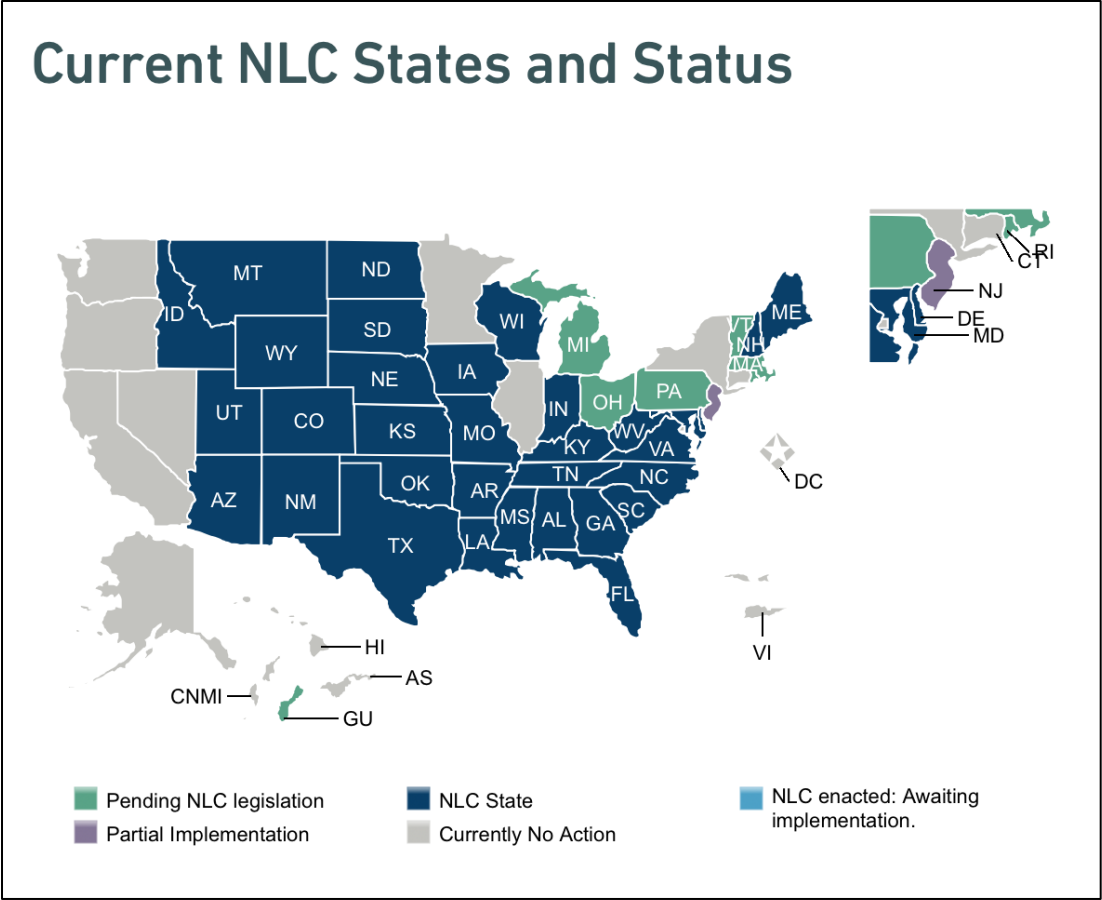 Current NLC States and Status
MT
ND
ID
SD
WI
MI
VT
NH
ME
MA
WY
NE
IA
PA
OH
UT
CO
KS
MO
IN
WV
VA
KY
AZ
NM
OK
AR
TN
NC
SC
MS
AL
GA
TX
LA
FL
RI
CT
NJ
DE
MD
DC
VI
HI
AS
CNMI
GU
Pending NLC legislation
NLC State
NLC enacted: Awaiting
implementation.
Partial Implementation
Currently No Action